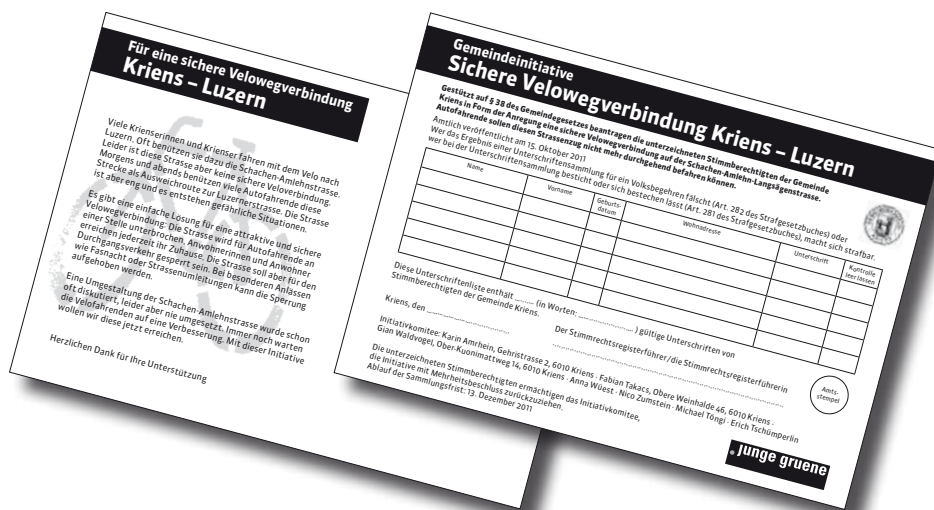 Für eine sichere Velowegverbindung
Kriens – Luzern
Viele Krienserinnen und Krienser fahren mit dem Velo nach
Luzern. Oft benützen sie dazu die Schachen-Amlehnstrasse.
Leider ist diese Strasse aber keine sichere Veloverbindung.
Morgens und abends benützen viele Autofahrende diese
Strecke als Ausweichroute zur Luzernerstrasse. Die Strasse
ist aber eng und es entstehen gefährliche Situationen.
Es gibt eine einfache Lösung für eine attraktive und sichere
Velowegverbindung: Die Strasse wird für Autofahrende an
einer Stelle unterbrochen. Anwohnerinnen und Anwohner
erreichen jederzeit ihr Zuhause. Die Strasse soll aber für den
Durchgangsverkehr gesperrt sein. Bei besonderen Anlässen
wie Fasnacht oder Strassenumleitungen kann die Sperrung
aufgehoben werden.
Eine Umgestaltung der Schachen-Amlehnstrasse wurde schon
oft diskutiert, leider aber nie umgesetzt. Immer noch warten
die Velofahrenden auf eine Verbesserung. Mit dieser Initiative
wollen wir diese jetzt erreichen.
Herzlichen Dank für Ihre Unterstützung
Gemeindeinitiative
Sichere Velowegverbindung Kriens – Luzern
Gestützt auf § 38 des Gemeindegesetzes beantragen die unterzeichneten Stimmberechtigten der Gemeinde
Kriens in Form der Anregung eine sichere Velowegverbindung auf der Schachen-Amlehn-Langsägenstrasse.
Autofahrende sollen diesen Strassenzug nicht mehr durchgehend befahren können.
Amtlich veröffentlicht am 15. Oktober 2011
Wer das Ergebnis einer Unterschriftensammlung für ein Volksbegehren fälscht (Art. 282 des Strafgesetzbuches) oder
wer bei der Unterschriftensammlung besticht oder sich bestechen lässt (Art. 281 des Strafgesetzbuches), macht sich strafbar.
Name
Vorname
Geburts-
datum
Wohnadresse
Unterschrift
Kontrolle
leer lassen
Diese Unterschriftenliste enthält ........ (in Worten: ........................ ) gültige Unterschriften von
Stimmberechtigten der Gemeinde Kriens.
Kriens, den ........................
Der Stimmrechtsregisterführer/die Stimmrechtsregisterführerin
Amts-
stempel
Initiativkomitee: Karin Amrhein, Gehristrasse 2, 6010 Kriens · Fabian Takacs, Obere Weinhalde 46, 6010 Kriens ·
Gian Waldvogel, Ober-Kuonimattweg 14, 6010 Kriens · Anna Wüest · Nico Zumstein · Michael Töngi · Erich Tschümperlin
Die unterzeichneten Stimmberechtigten ermächtigen das Initiativkomitee,
die Initiative mit Mehrheitsbeschluss zurückzuziehen.
Ablauf der Sammlungsfrist: 13. Dezember 2011
junge gruene